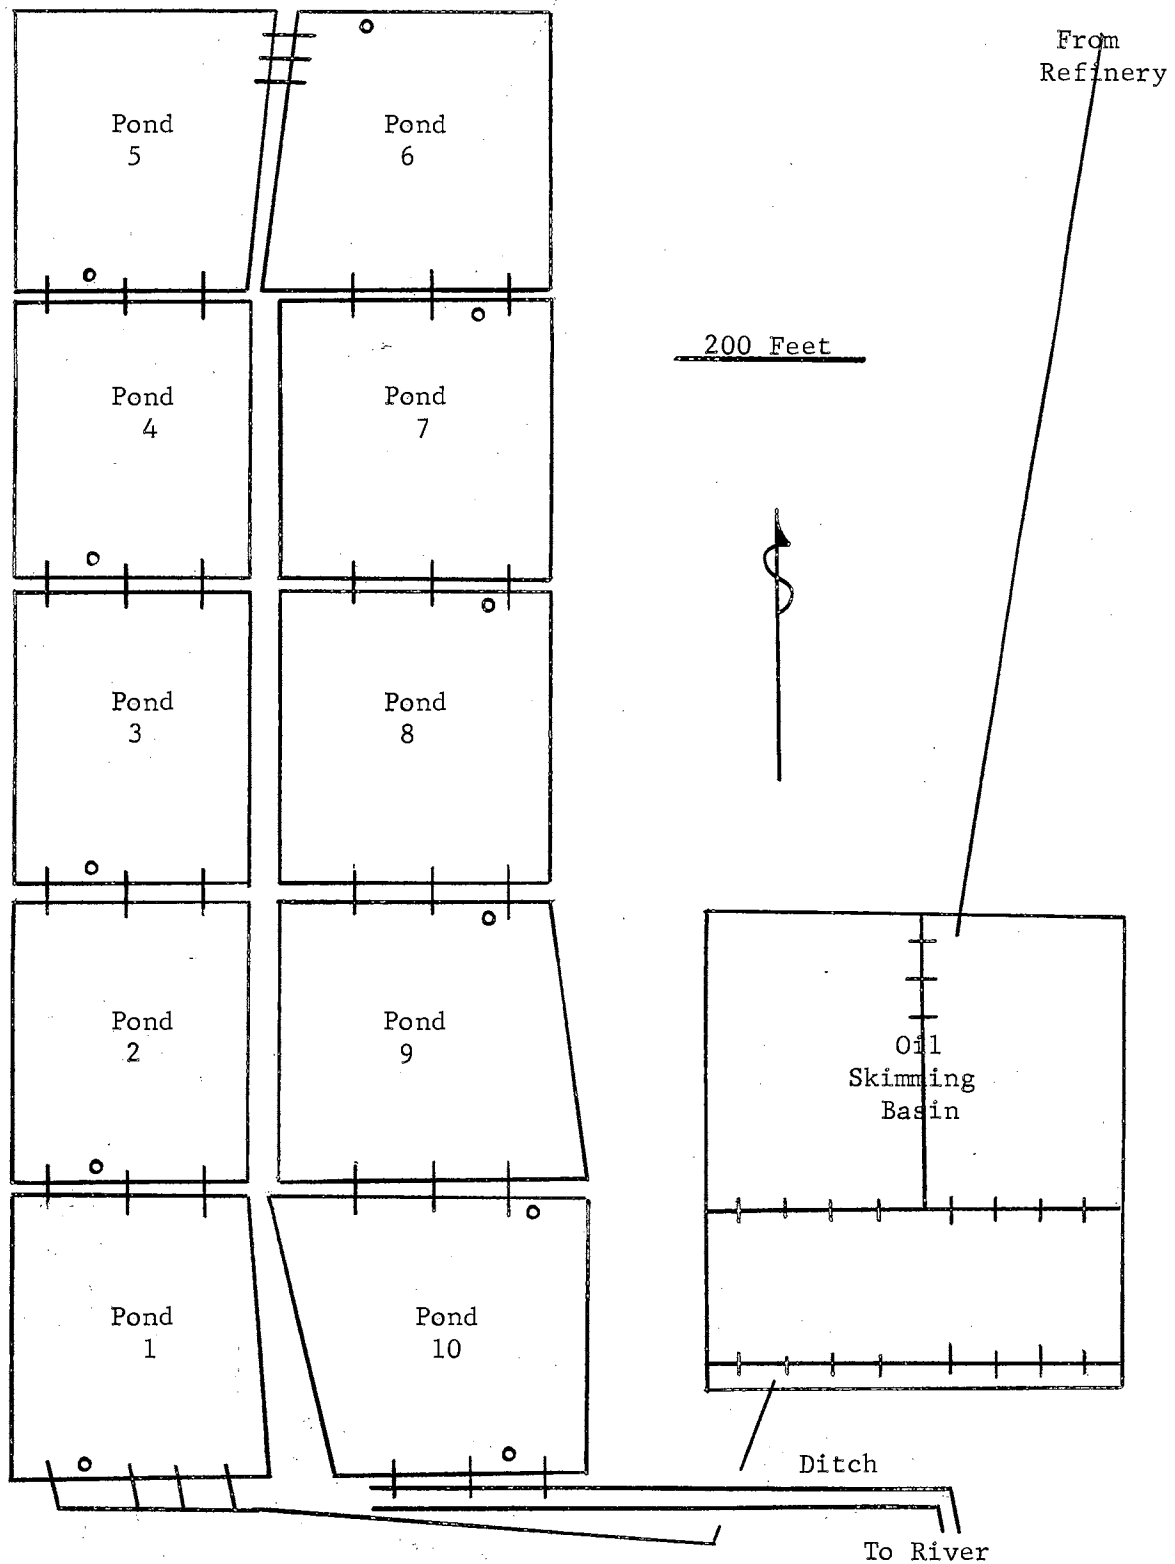 From
Refinery
Pond
5
Pond
6
200 Feet
Pond
4
Pond
7
Pond
3
Pond
8
Pond
2
Pond
9
Oil
Skimming
Basin
Pond
1
Pond
10
Ditch
To River